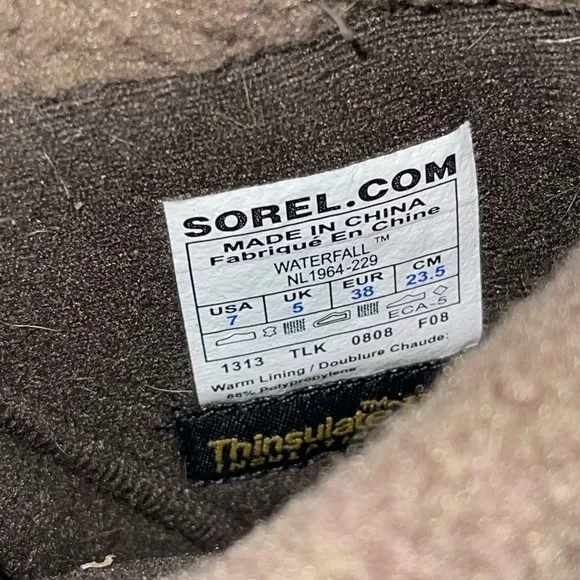 SOREL.COM
MADE IN CHINA
Fabriqué En Chine
WATERFALL™
NL1964-229
USA UK EUR CM
7 5 38 23.5
ECA-5
1313 TLK 0808 F08
Warm Lining / Doublure Chaude:
Polypropylene
Thinsulate™